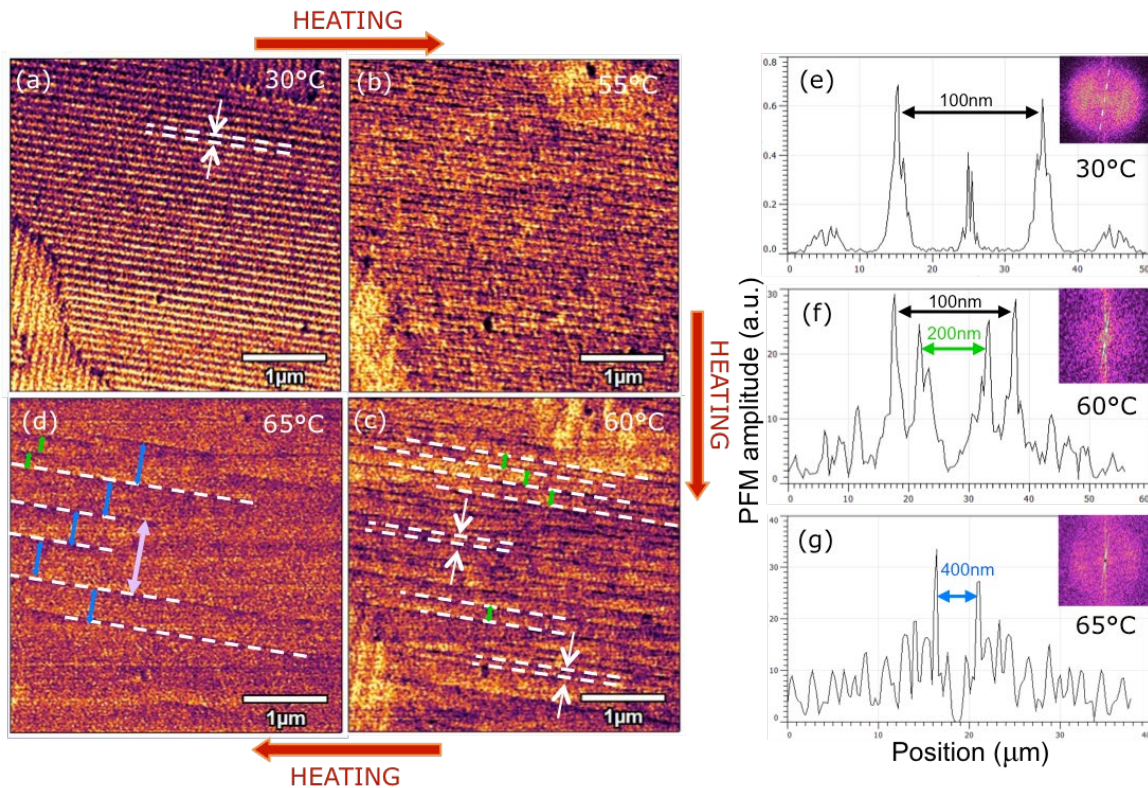 HEATING
(a)
30°C
1µm
(b)
55°C
1µm
HEATING
(d)
65°C
1µm
(c)
60°C
1µm
HEATING
PFM amplitude (a.u.)
(e)
100nm
30°C
0.8
0.6
0.4
0.2
0.0
0 10 20 30 40 50
(f)
100nm
200nm
60°C
30
20
10
0
0 10 20 30 40 50
(g)
400nm
65°C
40
30
20
10
0
0 10 20 30 40
Position (µm)